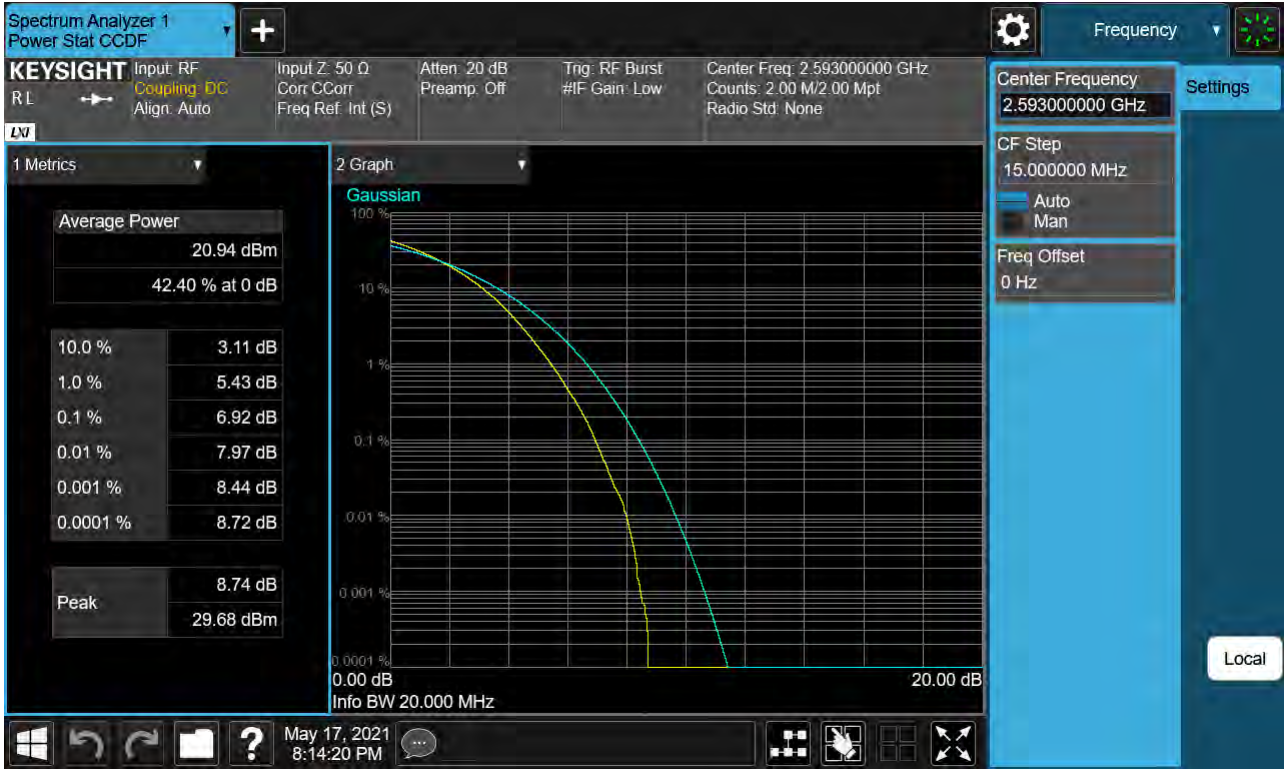 Spectrum Analyzer 1
Power Stat CCDF
Frequency
KEYSIGHT
R L
LXI
Input: RF
Coupling: DC
Align: Auto
Input Z: 50 Ω
Corr CCorr
Freq Ref: Int (S)
Atten: 20 dB
Preamp: Off
Trig: RF Burst
#IF Gain: Low
Center Freq: 2.593000000 GHz
Counts: 2.00 M/2.00 Mpt
Radio Std: None
1 Metrics
Average Power
20.94 dBm
42.40 % at 0 dB
10.0 % 3.11 dB
1.0 % 5.43 dB
0.1 % 6.92 dB
0.01 % 7.97 dB
0.001 % 8.44 dB
0.0001 % 8.72 dB
Peak
8.74 dB
29.68 dBm
2 Graph
Gaussian
100 %
10 %
1 %
0.1 %
0.01 %
0.001 %
0.0001 %
0.00 dB 20.00 dB
Info BW 20.000 MHz
Center Frequency
2.593000000 GHz
CF Step
15.000000 MHz
Auto
Man
Freq Offset
0 Hz
Settings
Local
?
May 17, 2021
8:14:20 PM